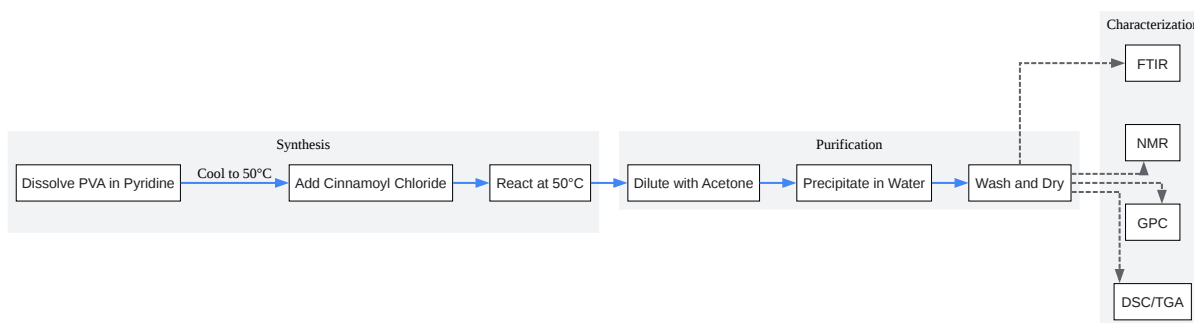 Synthesis
Dissolve PVA in Pyridine
Cool to 50°C
Add Cinnamoyl Chloride
React at 50°C
Purification
Dilute with Acetone
Precipitate in Water
Wash and Dry
Characterization
FTIR
NMR
GPC
DSC/TGA